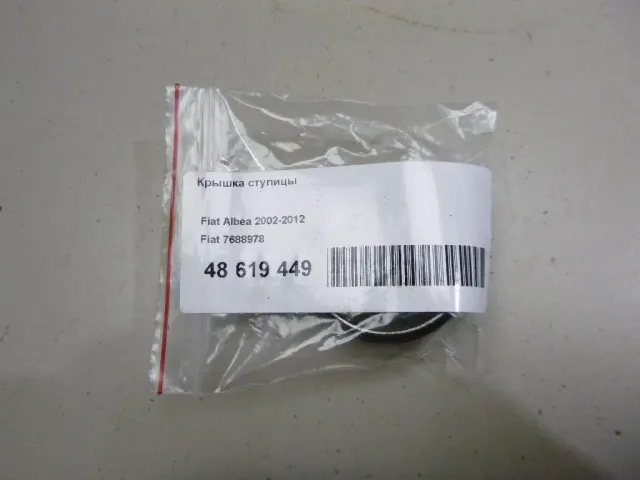 Крышка ступицы
Fiat Albea 2002-2012
Fiat 7688978
48 619 449